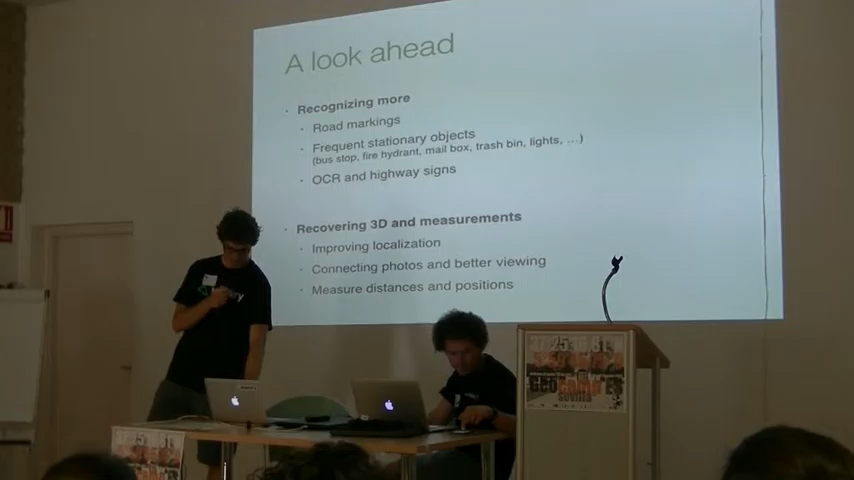 A look ahead
Recognizing more
Road markings
Frequent stationary objects
(bus stop, fire hydrant, mail box, trash bin, lights, …)
OCR and highway signs
Recovering 3D and measurements
Improving localization
Connecting photos and better viewing
Measure distances and positions